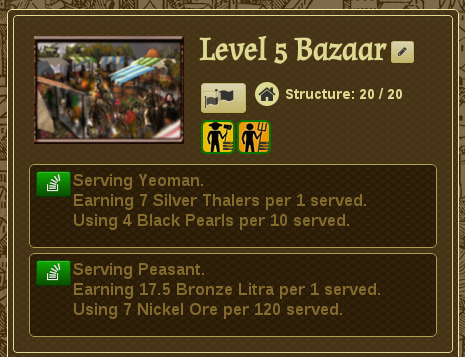 Level 5 Bazaar
Structure: 20 / 20
Serving Yeoman.
Earning 7 Silver Thalers per 1 served.
Using 4 Black Pearls per 10 served.
Serving Peasant.
Earning 17.5 Bronze Litra per 1 served.
Using 7 Nickel Ore per 120 served.